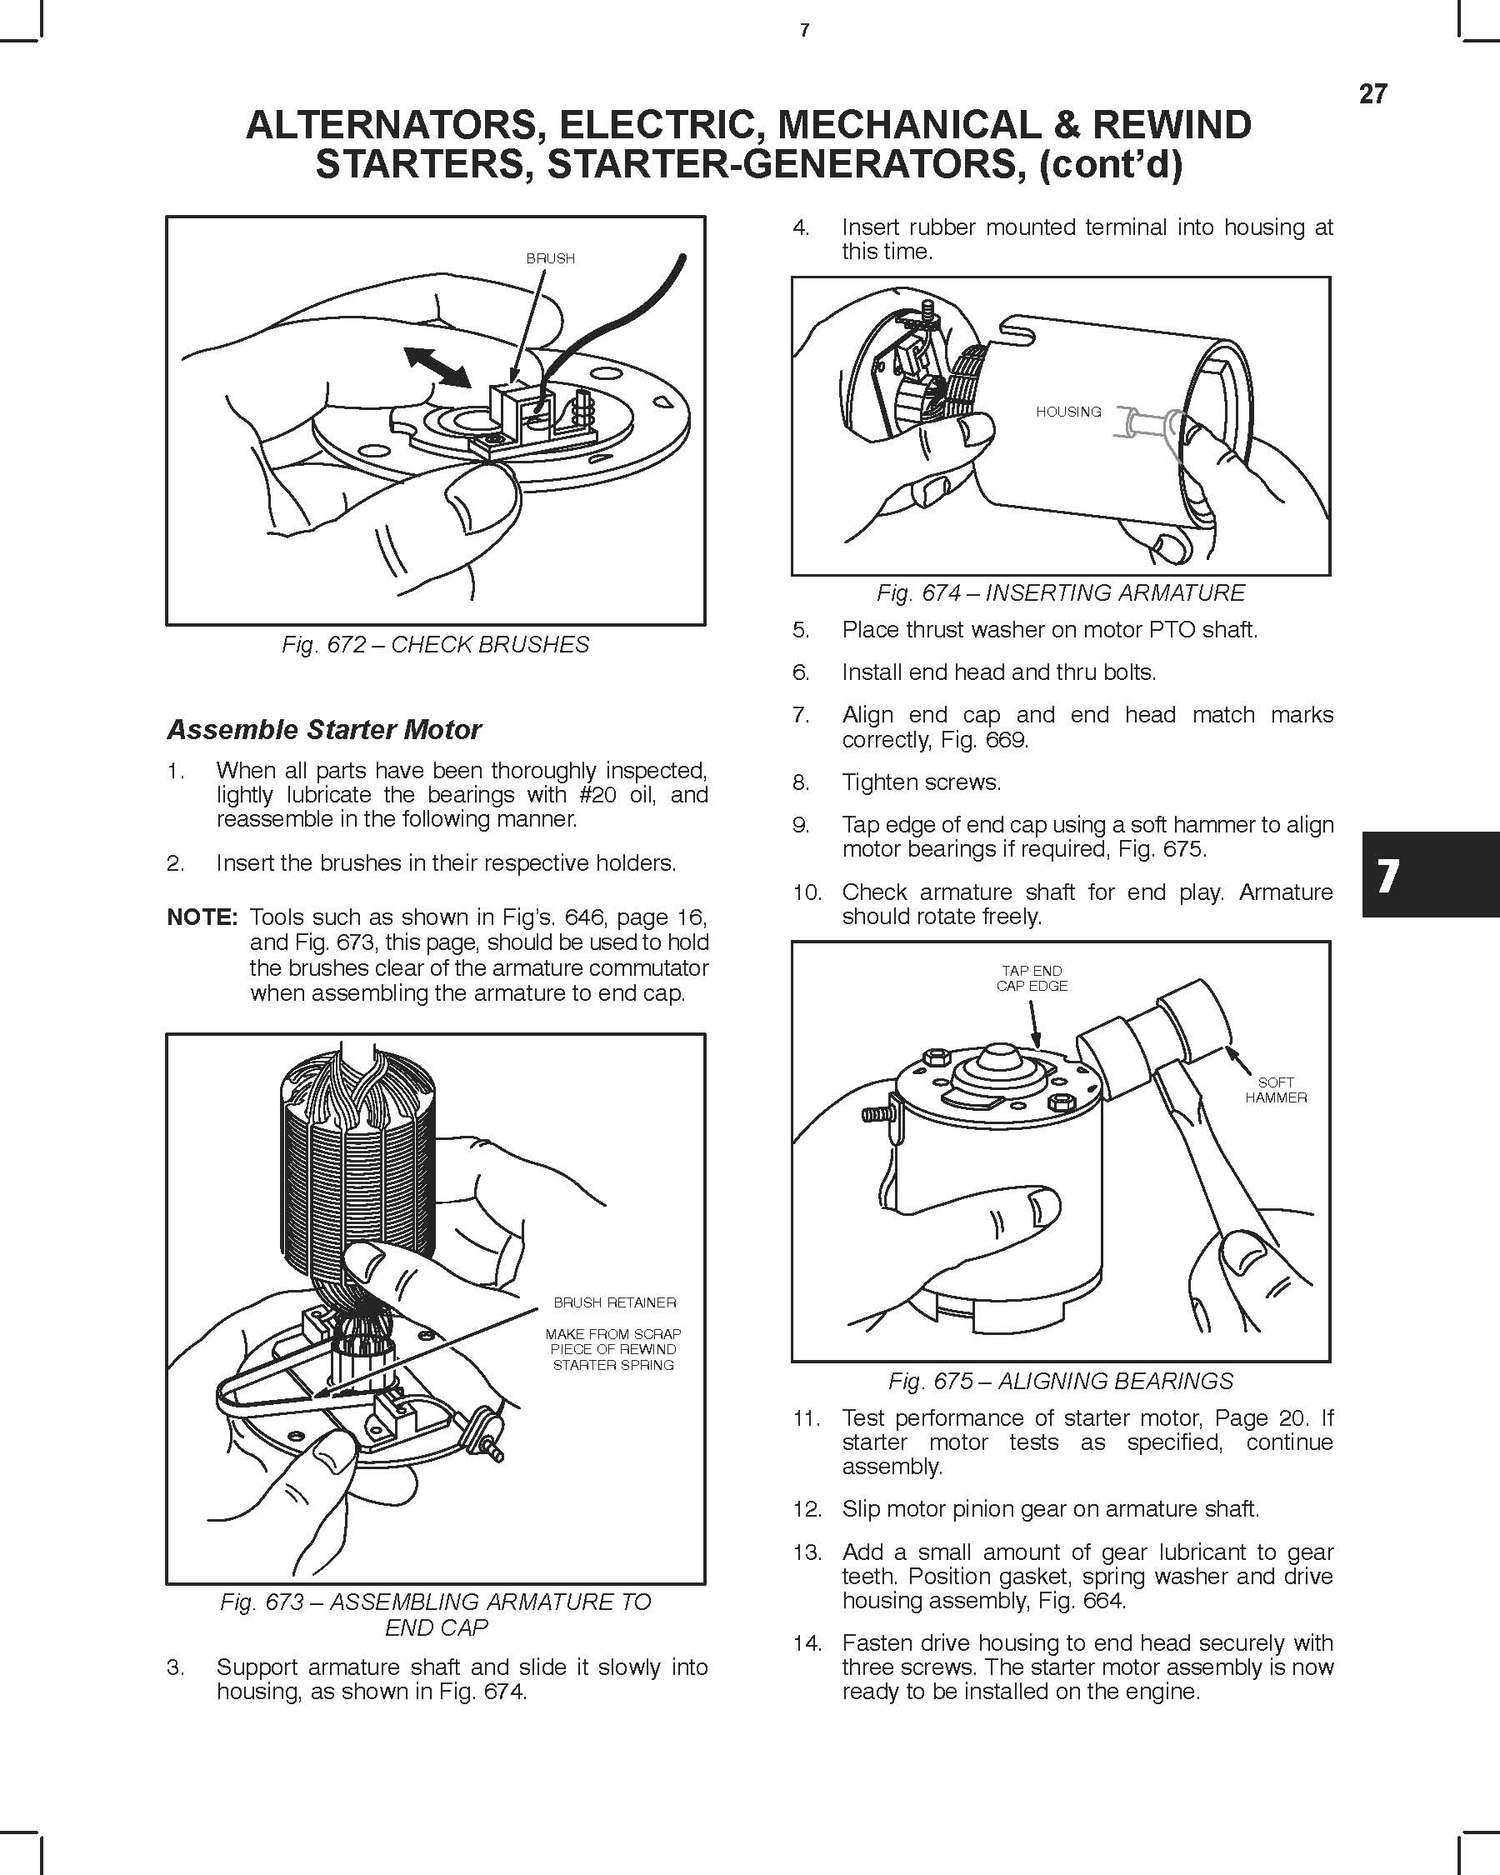 7
27
ALTERNATORS, ELECTRIC, MECHANICAL & REWIND
STARTERS, STARTER-GENERATORS, (cont’d)
BRUSH
Fig. 672 – CHECK BRUSHES
Assemble Starter Motor
1. When all parts have been thoroughly inspected,
lightly lubricate the bearings with #20 oil, and
reassemble in the following manner.
2. Insert the brushes in their respective holders.
NOTE: Tools such as shown in Fig’s. 646, page 16,
and Fig. 673, this page, should be used to hold
the brushes clear of the armature commutator
when assembling the armature to end cap.
BRUSH RETAINER
MAKE FROM SCRAP
PIECE OF REWIND
STARTER SPRING
Fig. 673 – ASSEMBLING ARMATURE TO
END CAP
3. Support armature shaft and slide it slowly into
housing, as shown in Fig. 674.
4. Insert rubber mounted terminal into housing at
this time.
HOUSING
Fig. 674 – INSERTING ARMATURE
5. Place thrust washer on motor PTO shaft.
6. Install end head and thru bolts.
7. Align end cap and end head match marks
correctly, Fig. 669.
8. Tighten screws.
9. Tap edge of end cap using a soft hammer to align
motor bearings if required, Fig. 675.
10. Check armature shaft for end play. Armature
should rotate freely.
TAP END
CAP EDGE
SOFT
HAMMER
Fig. 675 – ALIGNING BEARINGS
11. Test performance of starter motor, Page 20. If
starter motor tests as specified, continue
assembly.
12. Slip motor pinion gear on armature shaft.
13. Add a small amount of gear lubricant to gear
teeth. Position gasket, spring washer and drive
housing assembly, Fig. 664.
14. Fasten drive housing to end head securely with
three screws. The starter motor assembly is now
ready to be installed on the engine.
7